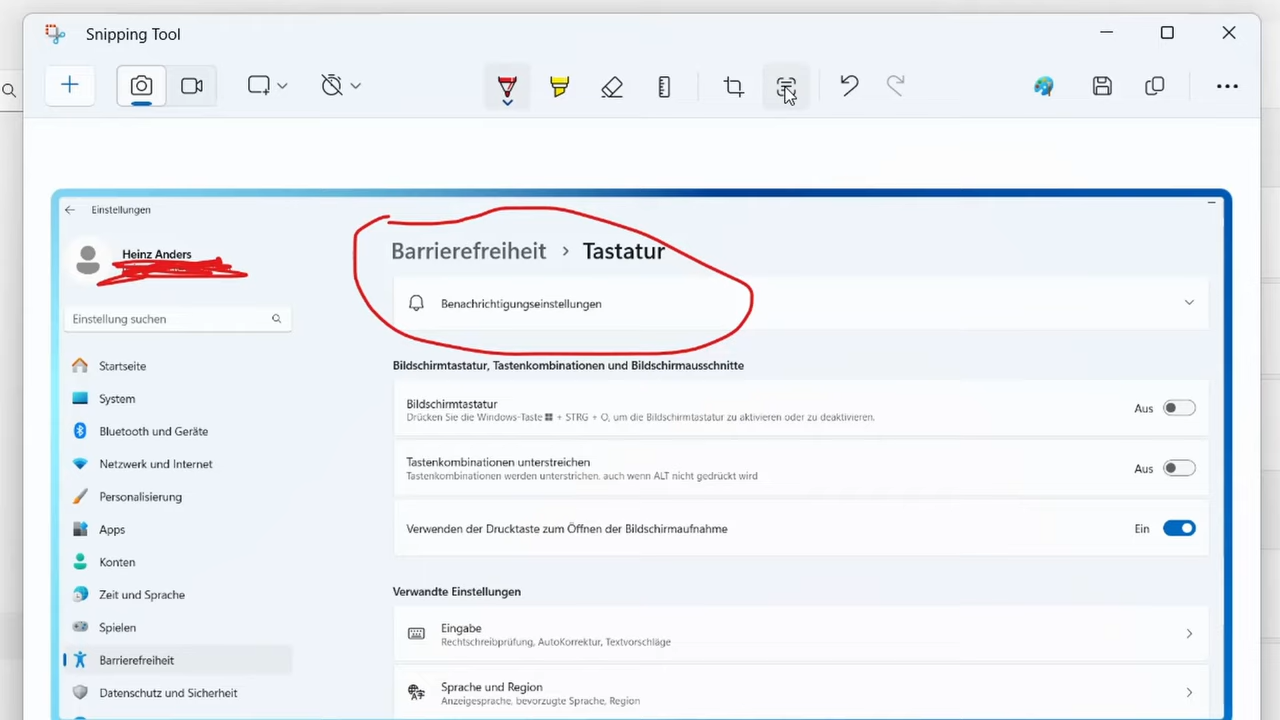 Snipping Tool
Einstellungen
Heinz Anders
Einstellung suchen
Startseite
System
Bluetooth und Geräte
Netzwerk und Internet
Personalisierung
Apps
Konten
Zeit und Sprache
Spielen
Barrierefreiheit
Datenschutz und Sicherheit
Barrierefreiheit > Tastatur
Benachrichtigungseinstellungen
Bildschirmtastatur, Tastenkombinationen und Bildschirmausschnitte
Bildschirmtastatur
Drücken Sie die Windows-Taste + STRG + O, um die Bildschirmtastatur zu aktivieren oder zu deaktivieren.
Aus
Tastenkombinationen unterstreichen
Tastenkombinationen werden unterstrichen, auch wenn ALT nicht gedrückt wird
Aus
Verwenden der Drucktaste zum Öffnen der Bildschirmaufnahme
Ein
Verwandte Einstellungen
Eingabe
Rechtschreibprüfung, AutoKorrektur, Textvorschläge
Sprache und Region
Anzeigesprache, bevorzugte Sprache, Region